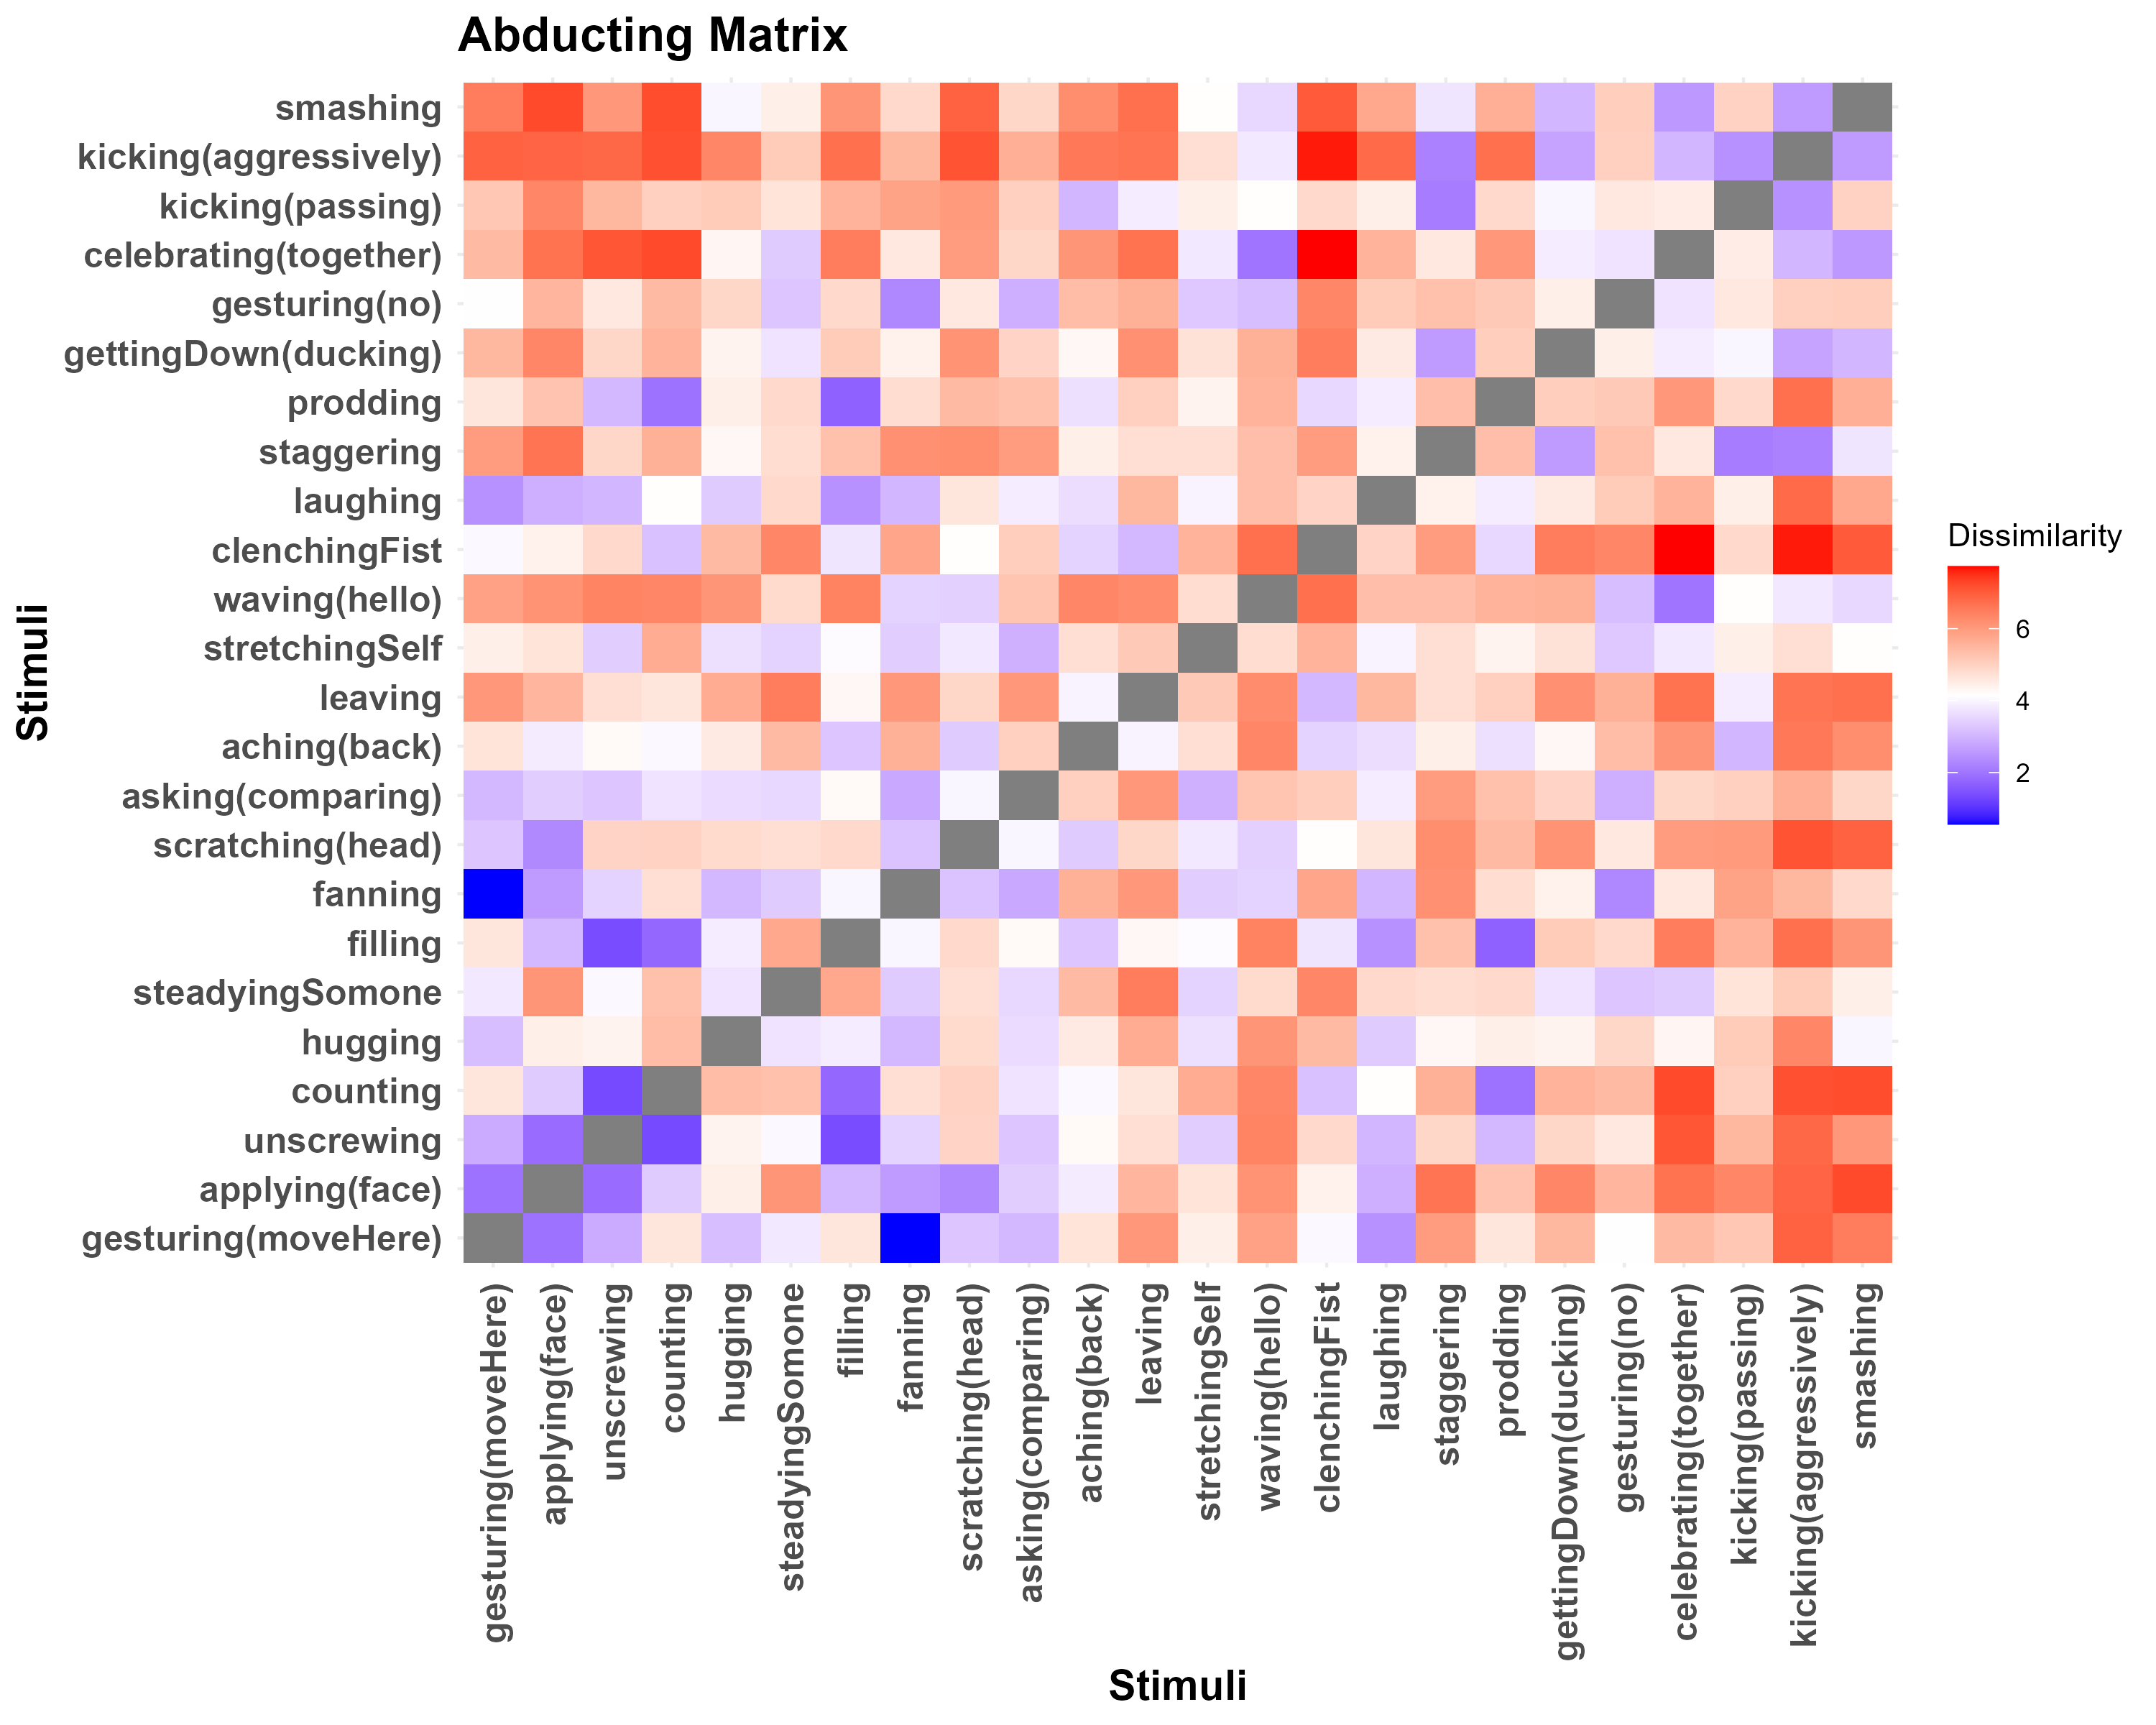 Abducting Matrix
Stimuli
smashing
kicking(aggressively)
kicking(passing)
celebrating(together)
gesturing(no)
gettingDown(ducking)
prodding
staggering
laughing
clenchingFist
waving(hello)
stretchingSelf
leaving
aching(back)
asking(comparing)
scratching(head)
fanning
filling
steadyingSomone
hugging
counting
unscrewing
applying(face)
gesturing(moveHere)
gesturing(moveHere)
applying(face)
unscrewing
counting
hugging
steadyingSomone
filling
fanning
scratching(head)
asking(comparing)
aching(back)
leaving
stretchingSelf
waving(hello)
clenchingFist
laughing
staggering
prodding
gettingDown(ducking)
gesturing(no)
celebrating(together)
kicking(passing)
kicking(aggressively)
smashing
Stimuli
Dissimilarity
6
4
2